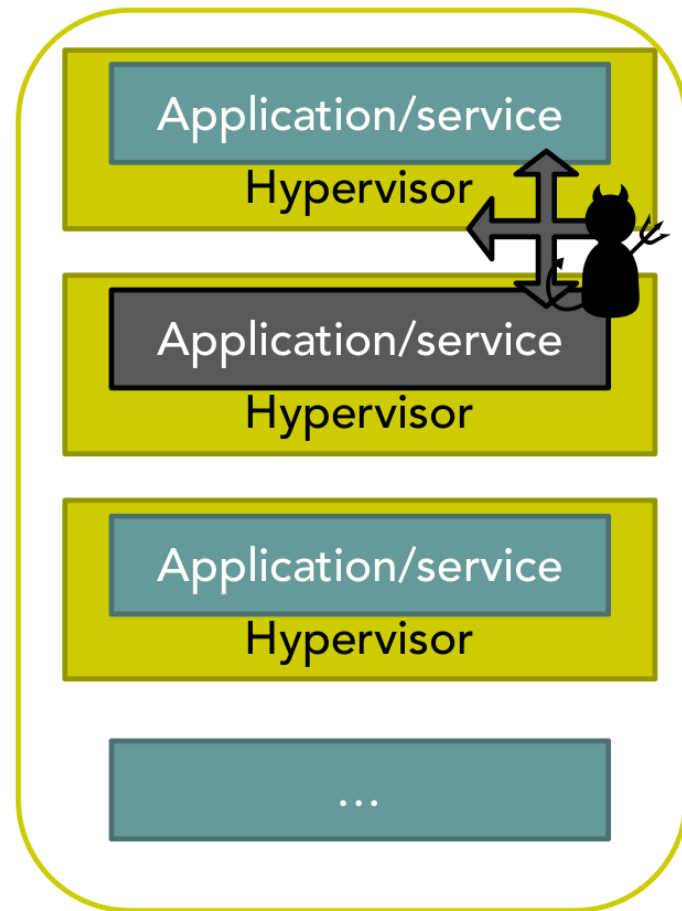 Application/service
Hypervisor
Application/service
Hypervisor
Application/service
Hypervisor
...